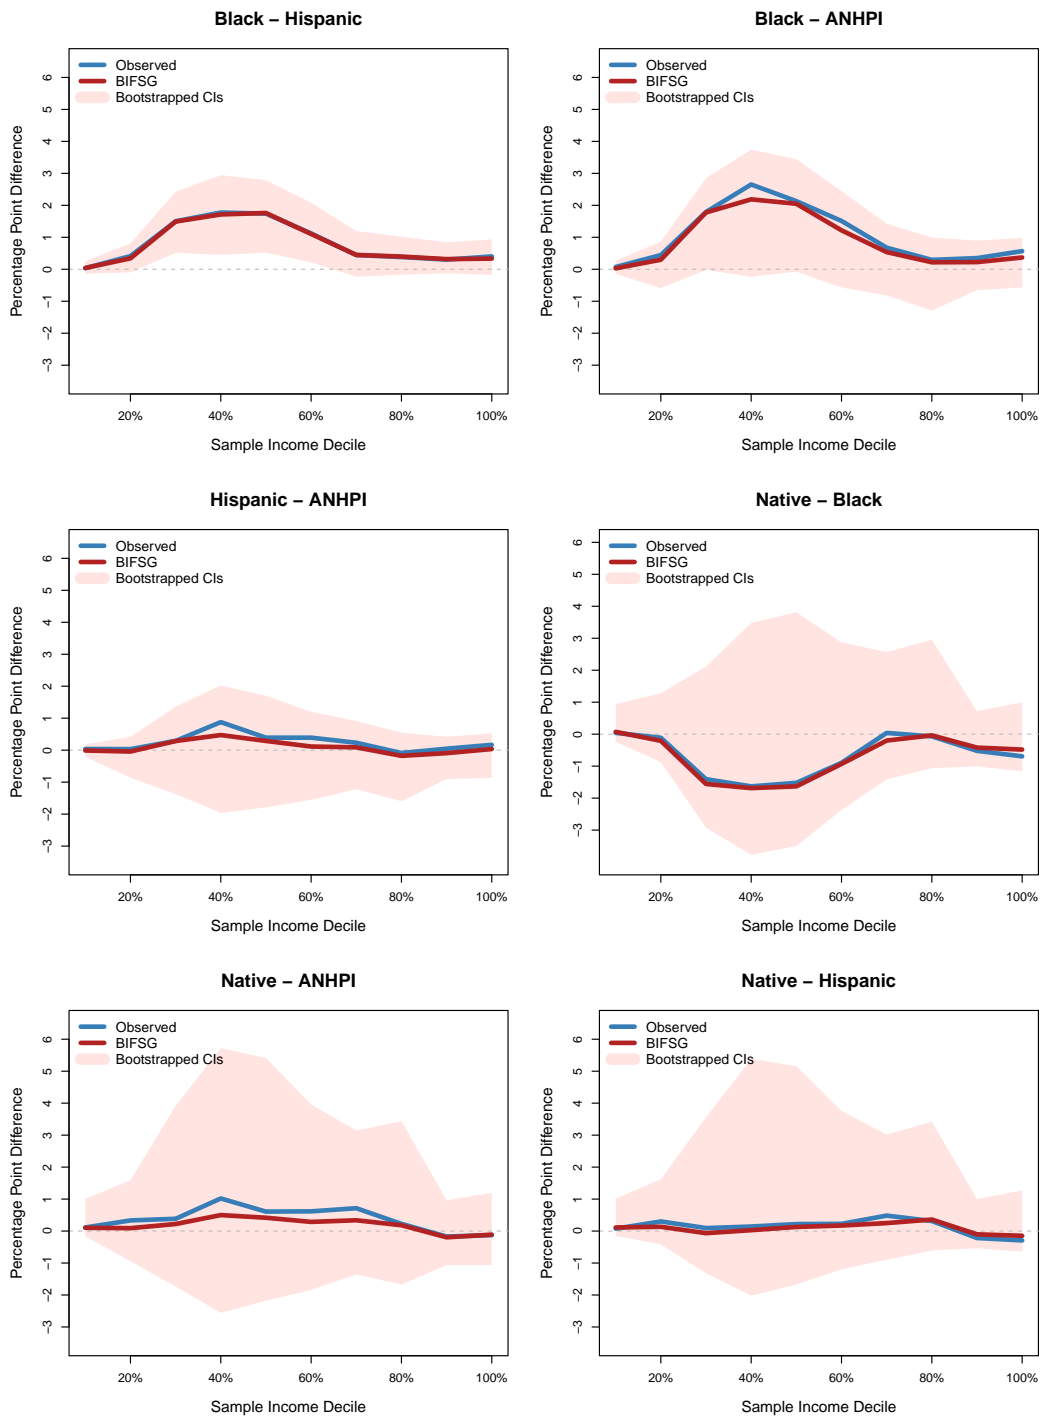 Black – Hispanic
Observed
BIFSG
Bootstrapped CIs
Percentage Point Difference
6
5
4
3
2
1
0
−1
−2
−3
20% 40% 60% 80% 100%
Sample Income Decile
Black – ANHPI
Observed
BIFSG
Bootstrapped CIs
Percentage Point Difference
6
5
4
3
2
1
0
−1
−2
−3
20% 40% 60% 80% 100%
Sample Income Decile
Hispanic – ANHPI
Observed
BIFSG
Bootstrapped CIs
Percentage Point Difference
6
5
4
3
2
1
0
−1
−2
−3
20% 40% 60% 80% 100%
Sample Income Decile
Native – Black
Observed
BIFSG
Bootstrapped CIs
Percentage Point Difference
6
5
4
3
2
1
0
−1
−2
−3
20% 40% 60% 80% 100%
Sample Income Decile
Native – ANHPI
Observed
BIFSG
Bootstrapped CIs
Percentage Point Difference
6
5
4
3
2
1
0
−1
−2
−3
20% 40% 60% 80% 100%
Sample Income Decile
Native – Hispanic
Observed
BIFSG
Bootstrapped CIs
Percentage Point Difference
6
5
4
3
2
1
0
−1
−2
−3
20% 40% 60% 80% 100%
Sample Income Decile